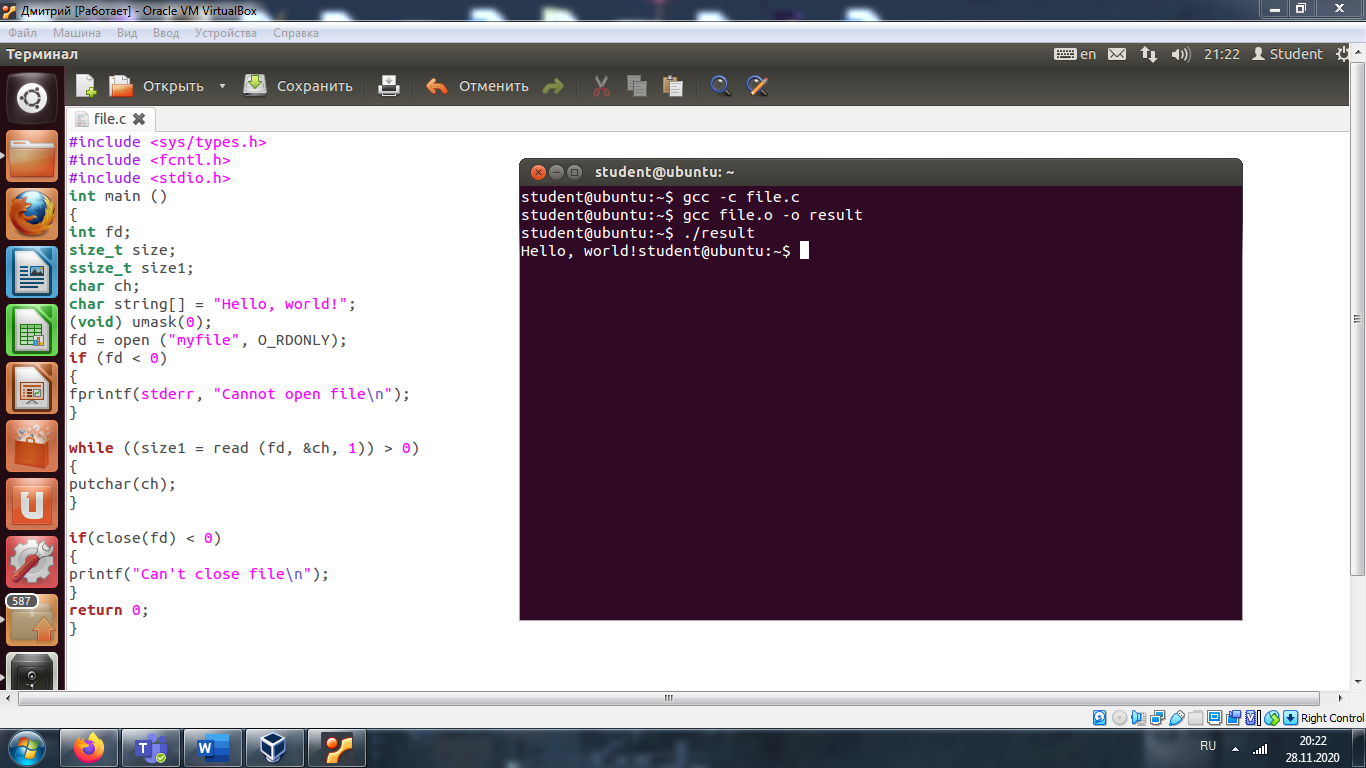 Дмитрий [Работает] - Oracle VM VirtualBox
Файл Машина Вид Ввод Устройства Справка
Терминал en 21:22 Student
Открыть Сохранить Отменить
file.c
#include <sys/types.h>
#include <fcntl.h>
#include <stdio.h>
int main ()
{
int fd;
size_t size;
ssize_t size1;
char ch;
char string[] = "Hello, world!";
(void) umask(0);
fd = open ("myfile", O_RDONLY);
if (fd < 0)
{
fprintf(stderr, "Cannot open file\n");
}
while ((size1 = read (fd, &ch, 1)) > 0)
{
putchar(ch);
}
if(close(fd) < 0)
{
printf("Can't close file\n");
}
return 0;
}
student@ubuntu: ~
student@ubuntu:~$ gcc -c file.c
student@ubuntu:~$ gcc file.o -o result
student@ubuntu:~$ ./result
Hello, world!student@ubuntu:~$
587
Right Control
RU
20:22
28.11.2020